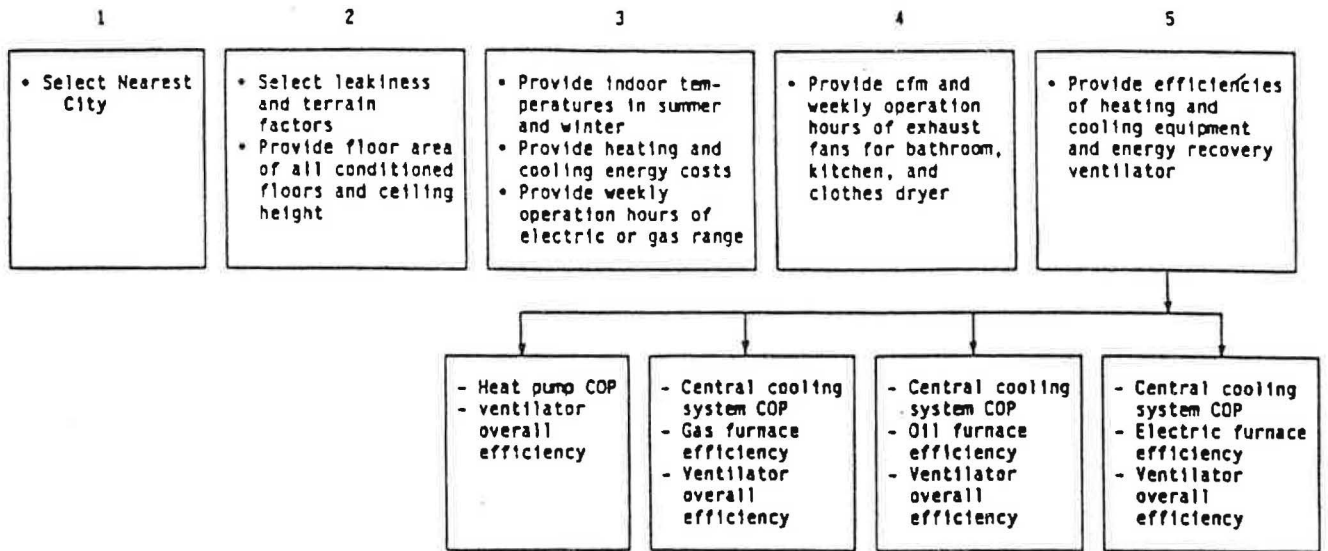 1
2
3
4
5
• Select Nearest
City
• Select leakiness
and terrain
factors
• Provide floor area
of all conditioned
floors and ceiling
height
• Provide indoor tem-
peratures in summer
and winter
• Provide heating and
cooling energy costs
• Provide weekly
operation hours of
electric or gas range
• Provide cfm and
weekly operation
hours of exhaust
fans for bathroom,
kitchen, and
clothes dryer
• Provide efficiencies
of heating and
cooling equipment
and energy recovery
ventilator
- Heat pump COP
- ventilator
overall
efficiency
- Central cooling
system COP
- Gas furnace
efficiency
- Ventilator
overall
efficiency
- Central cooling
system COP
- Oil furnace
efficiency
- Ventilator
overall
efficiency
- Central cooling
system COP
- Electric furnace
efficiency
- Ventilator
overall
efficiency